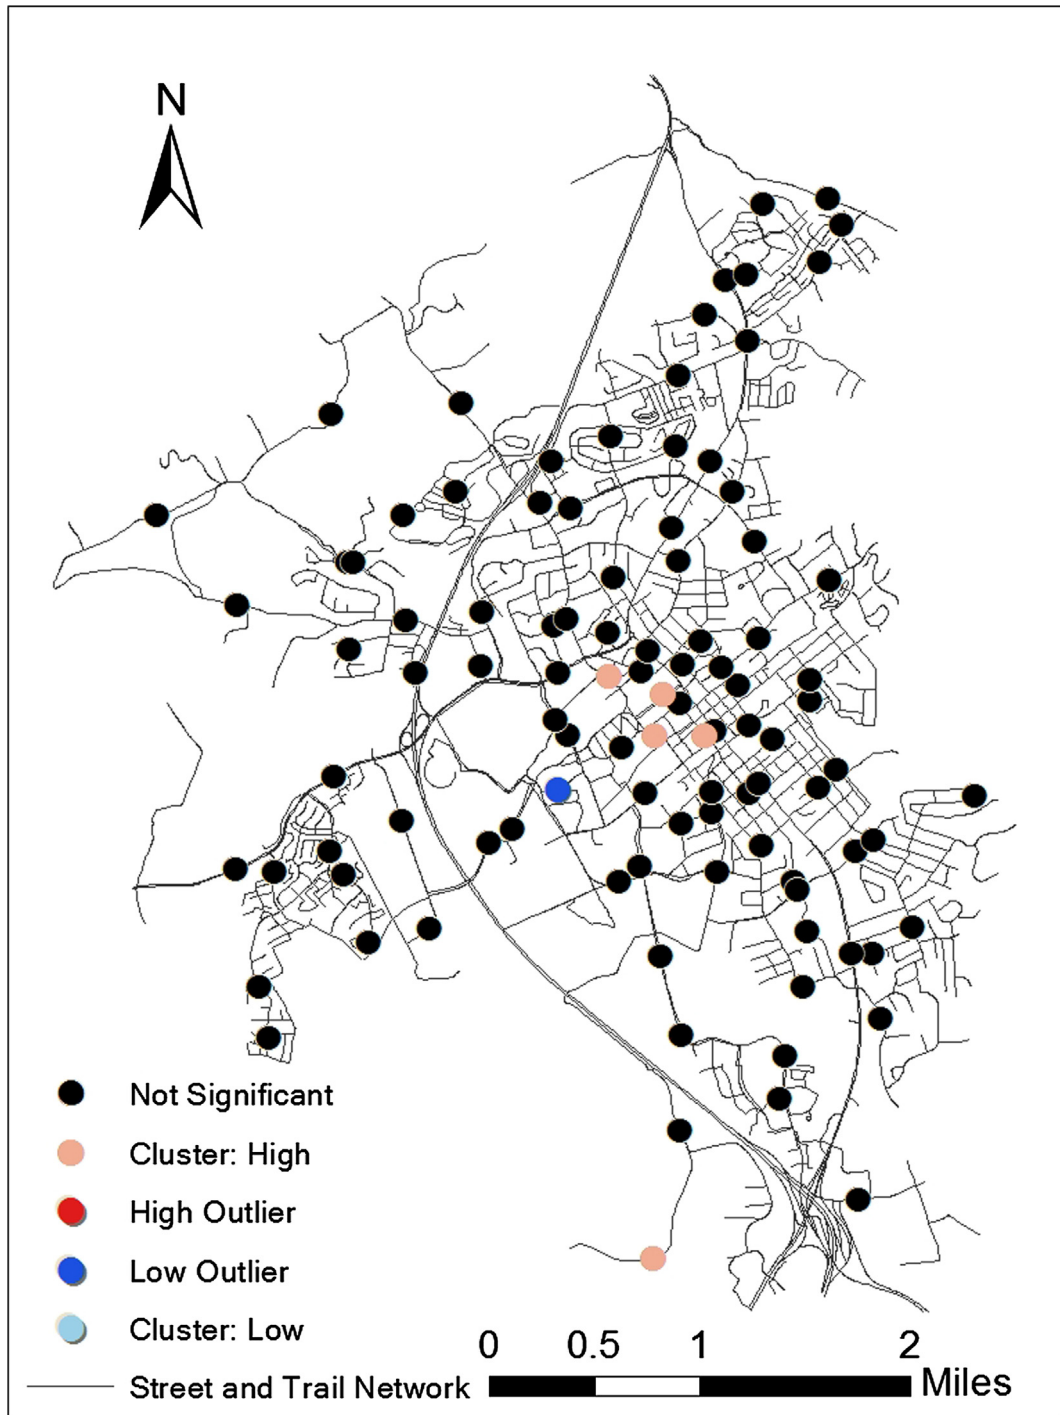 N
Not Significant
Cluster: High
High Outlier
Low Outlier
Cluster: Low
Street and Trail Network
0 0.5 1 2
Miles